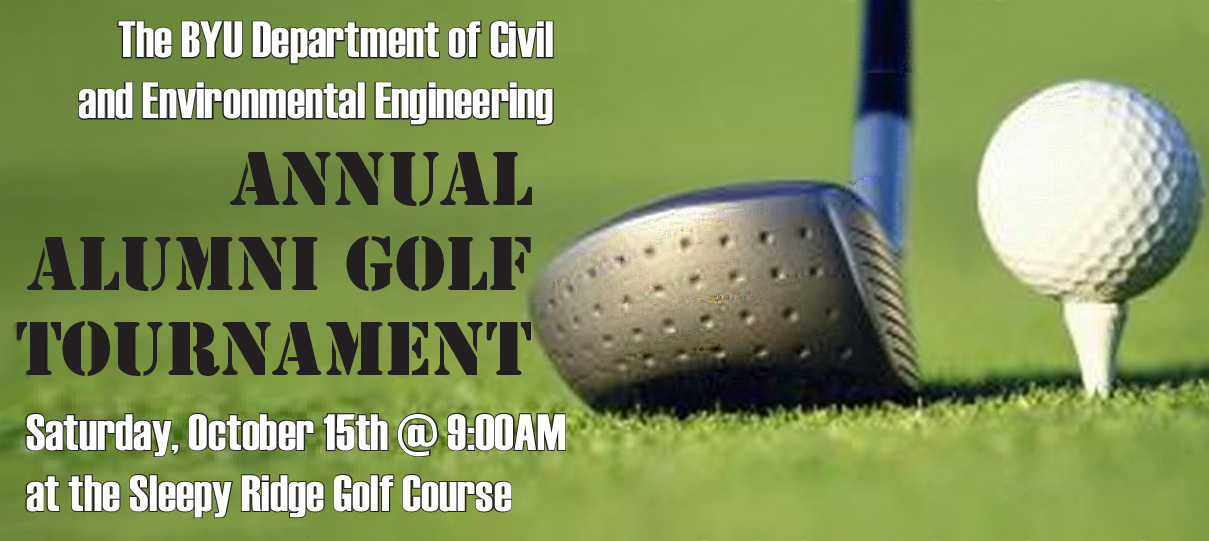 The BYU Department of Civil
and Environmental Engineering
ANNUAL
ALUMNI GOLF
TOURNAMENT
Saturday, October 15th @ 9:00AM
at the Sleepy Ridge Golf Course